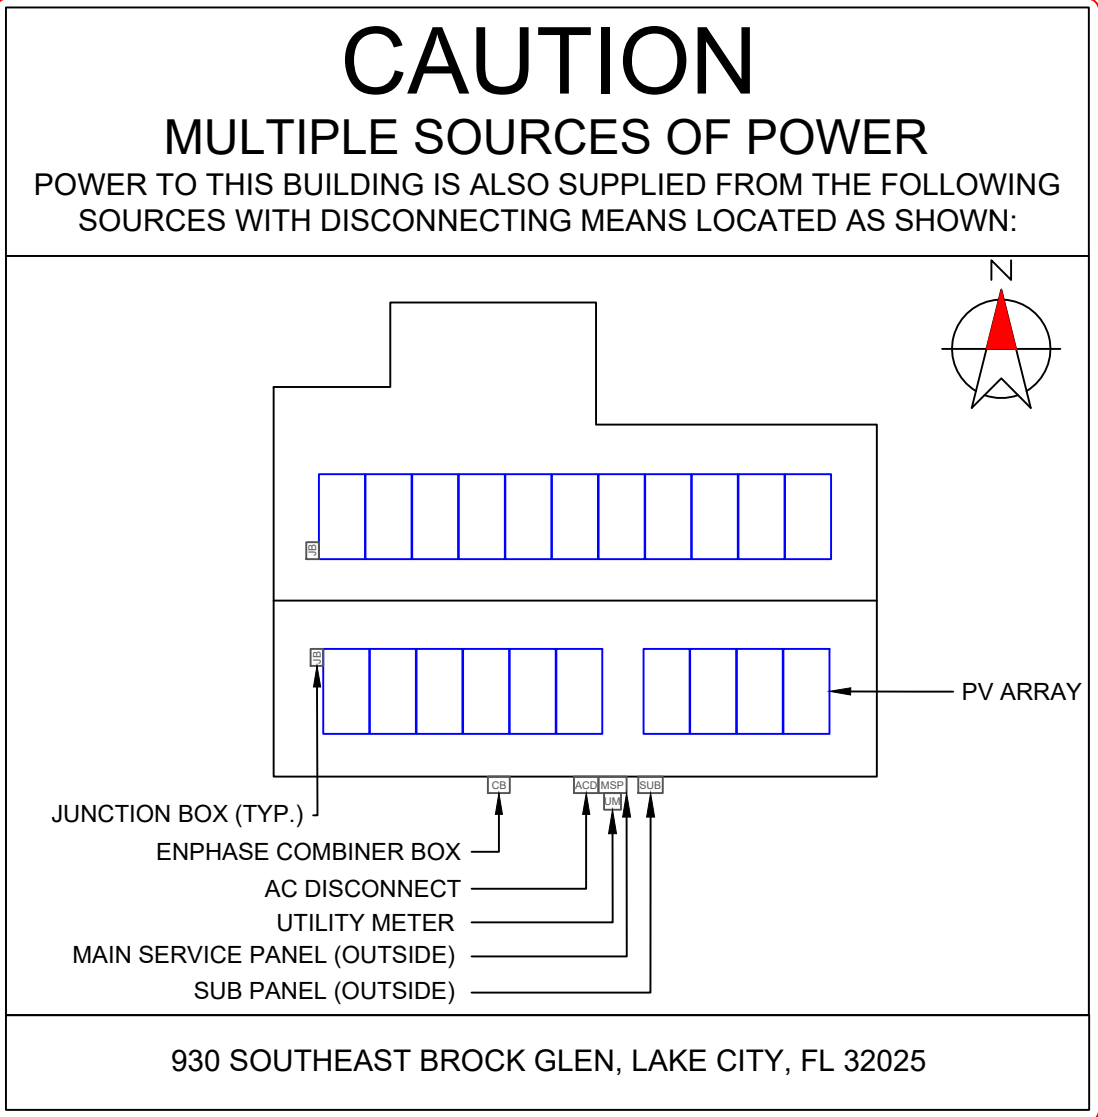 CAUTION
MULTIPLE SOURCES OF POWER
POWER TO THIS BUILDING IS ALSO SUPPLIED FROM THE FOLLOWING
SOURCES WITH DISCONNECTING MEANS LOCATED AS SHOWN:
N
JB
JB
PV ARRAY
CB
ACD
MSP
SUB
UM
JUNCTION BOX (TYP.)
ENPHASE COMBINER BOX
AC DISCONNECT
UTILITY METER
MAIN SERVICE PANEL (OUTSIDE)
SUB PANEL (OUTSIDE)
930 SOUTHEAST BROCK GLEN, LAKE CITY, FL 32025